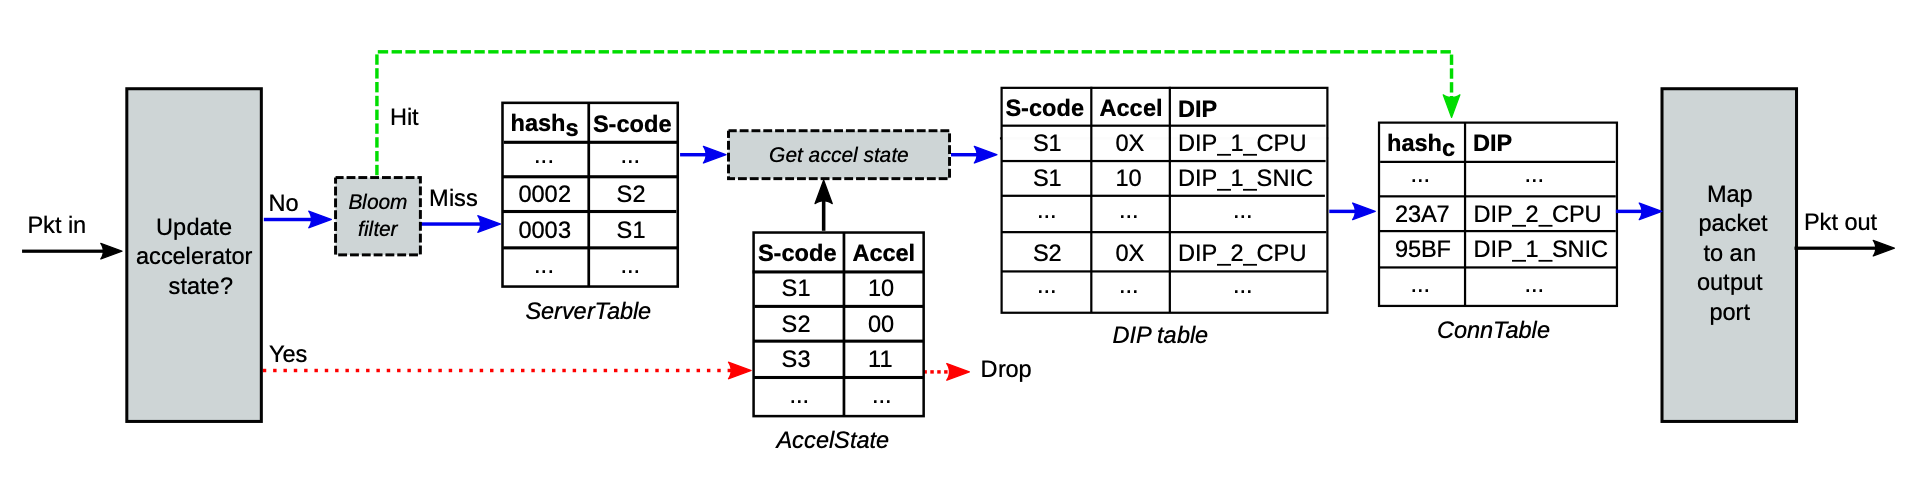 Pkt in
Update
accelerator
state?
No
Yes
Hit
Bloom
filter
Miss
hashs S-code
... ...
0002 S2
0003 S1
... ...
ServerTable
Get accel state
S-code Accel
S1 10
S2 00
S3 11
... ...
AccelState
Drop
S-code Accel DIP
S1 0X DIP_1_CPU
S1 10 DIP_1_SNIC
... ... ...
S2 0X DIP_2_CPU
... ... ...
DIP table
hashc DIP
... ...
23A7 DIP_2_CPU
95BF DIP_1_SNIC
... ...
ConnTable
Map
packet
to an
output
port
Pkt out